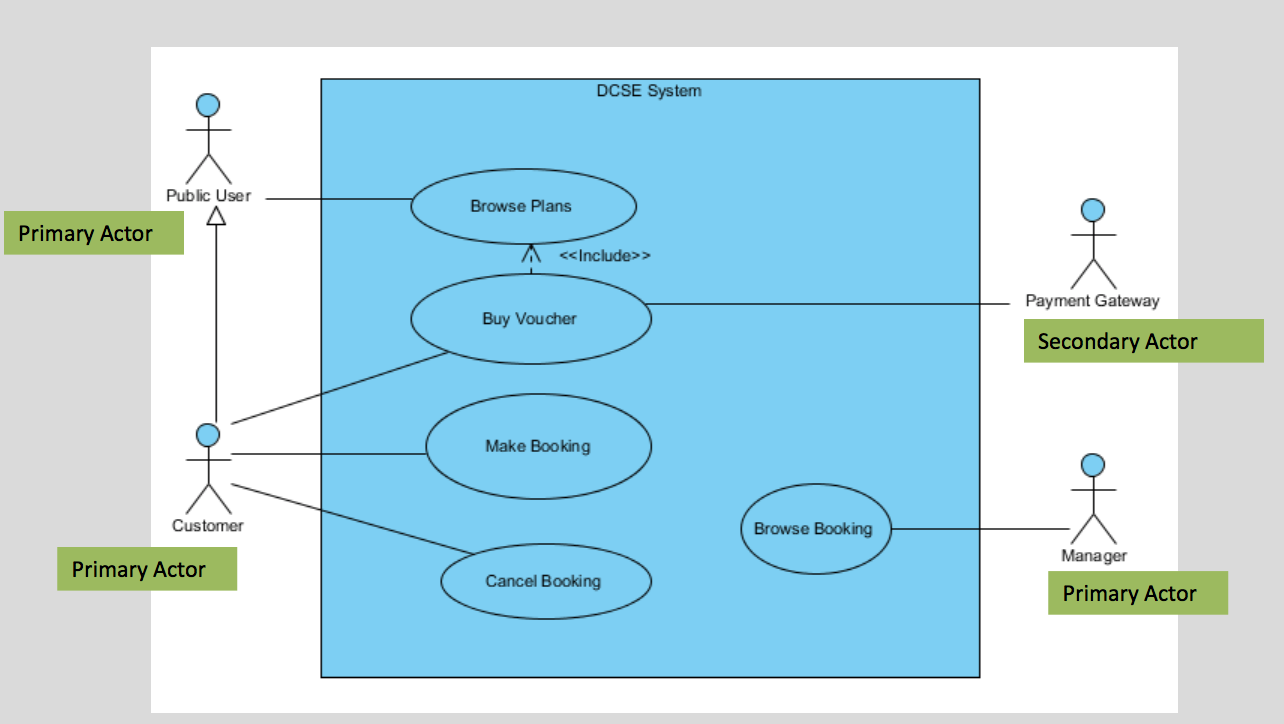 DCSE System
Public User
Primary Actor
Browse Plans
<<Include>>
Buy Voucher
Payment Gateway
Secondary Actor
Make Booking
Customer
Primary Actor
Cancel Booking
Browse Booking
Manager
Primary Actor